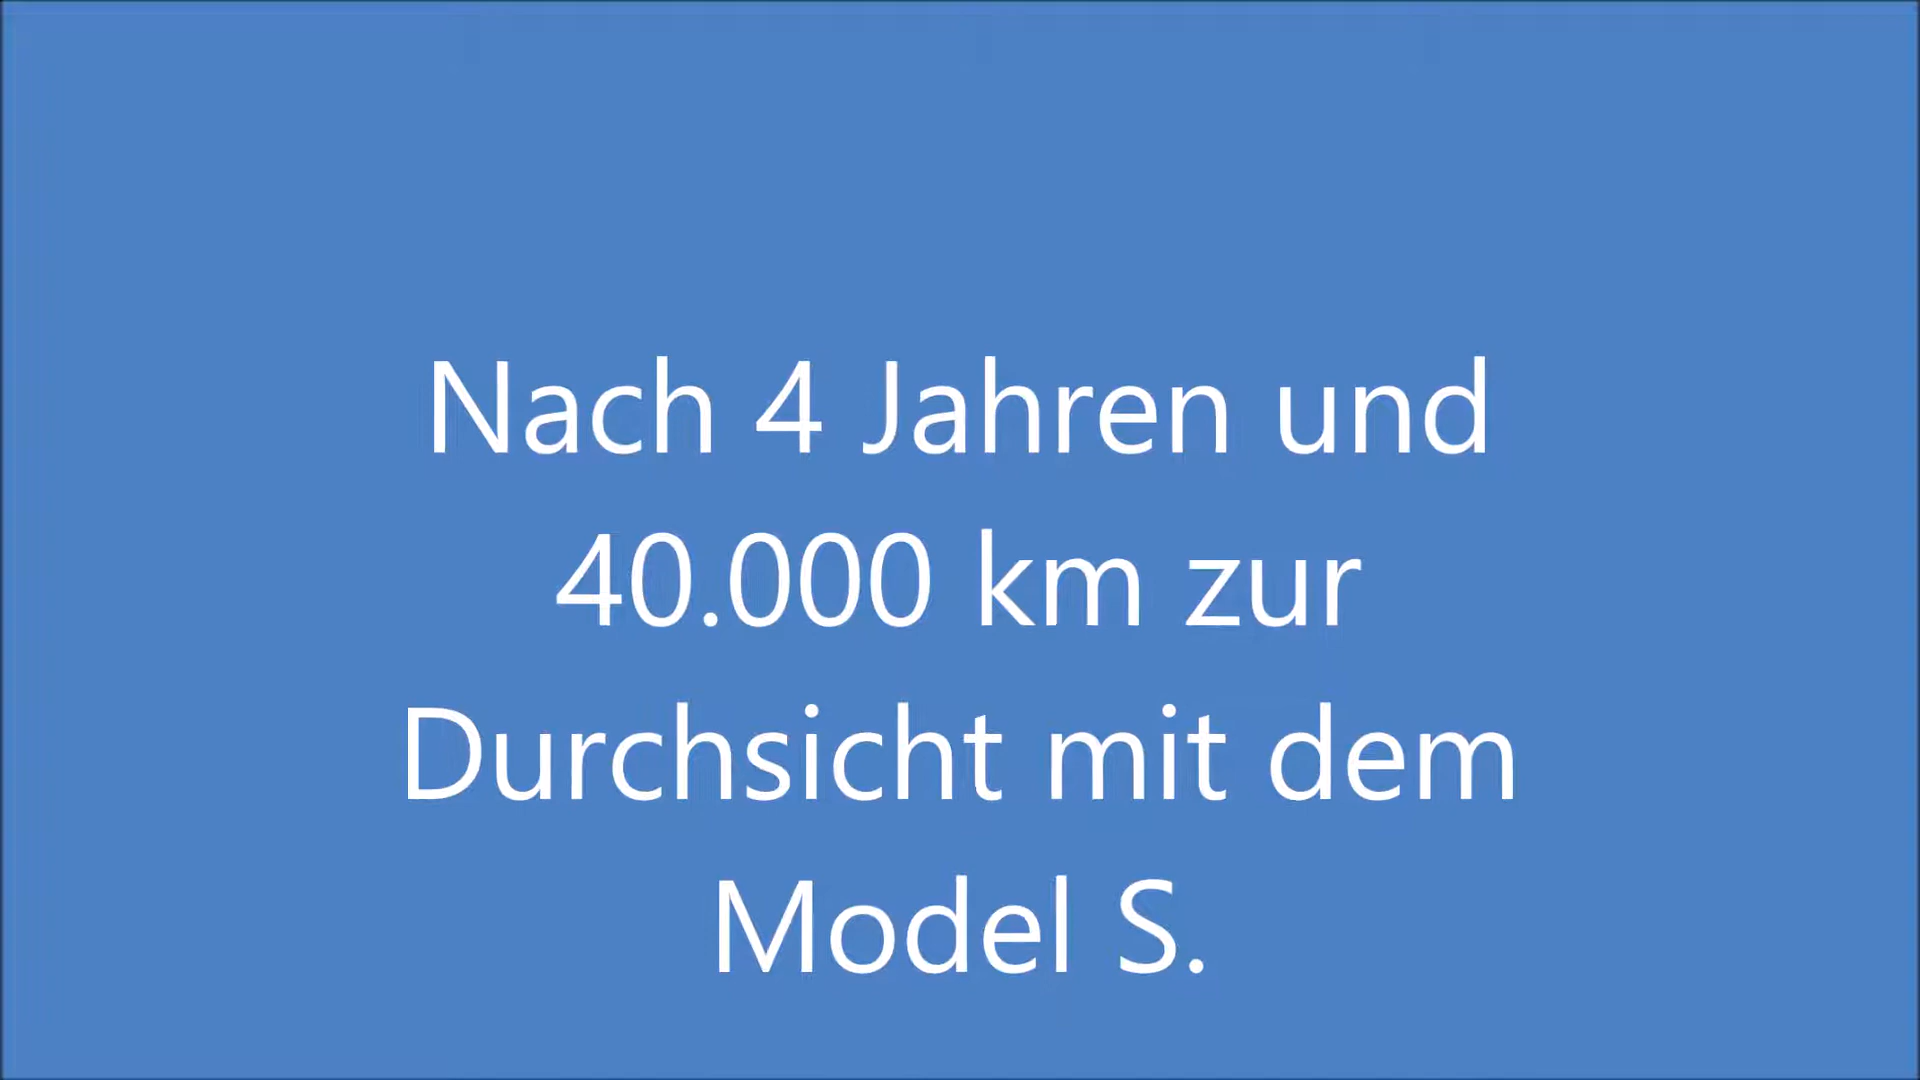 Nach 4 Jahren und
40.000 km zur
Durchsicht mit dem
Model S.